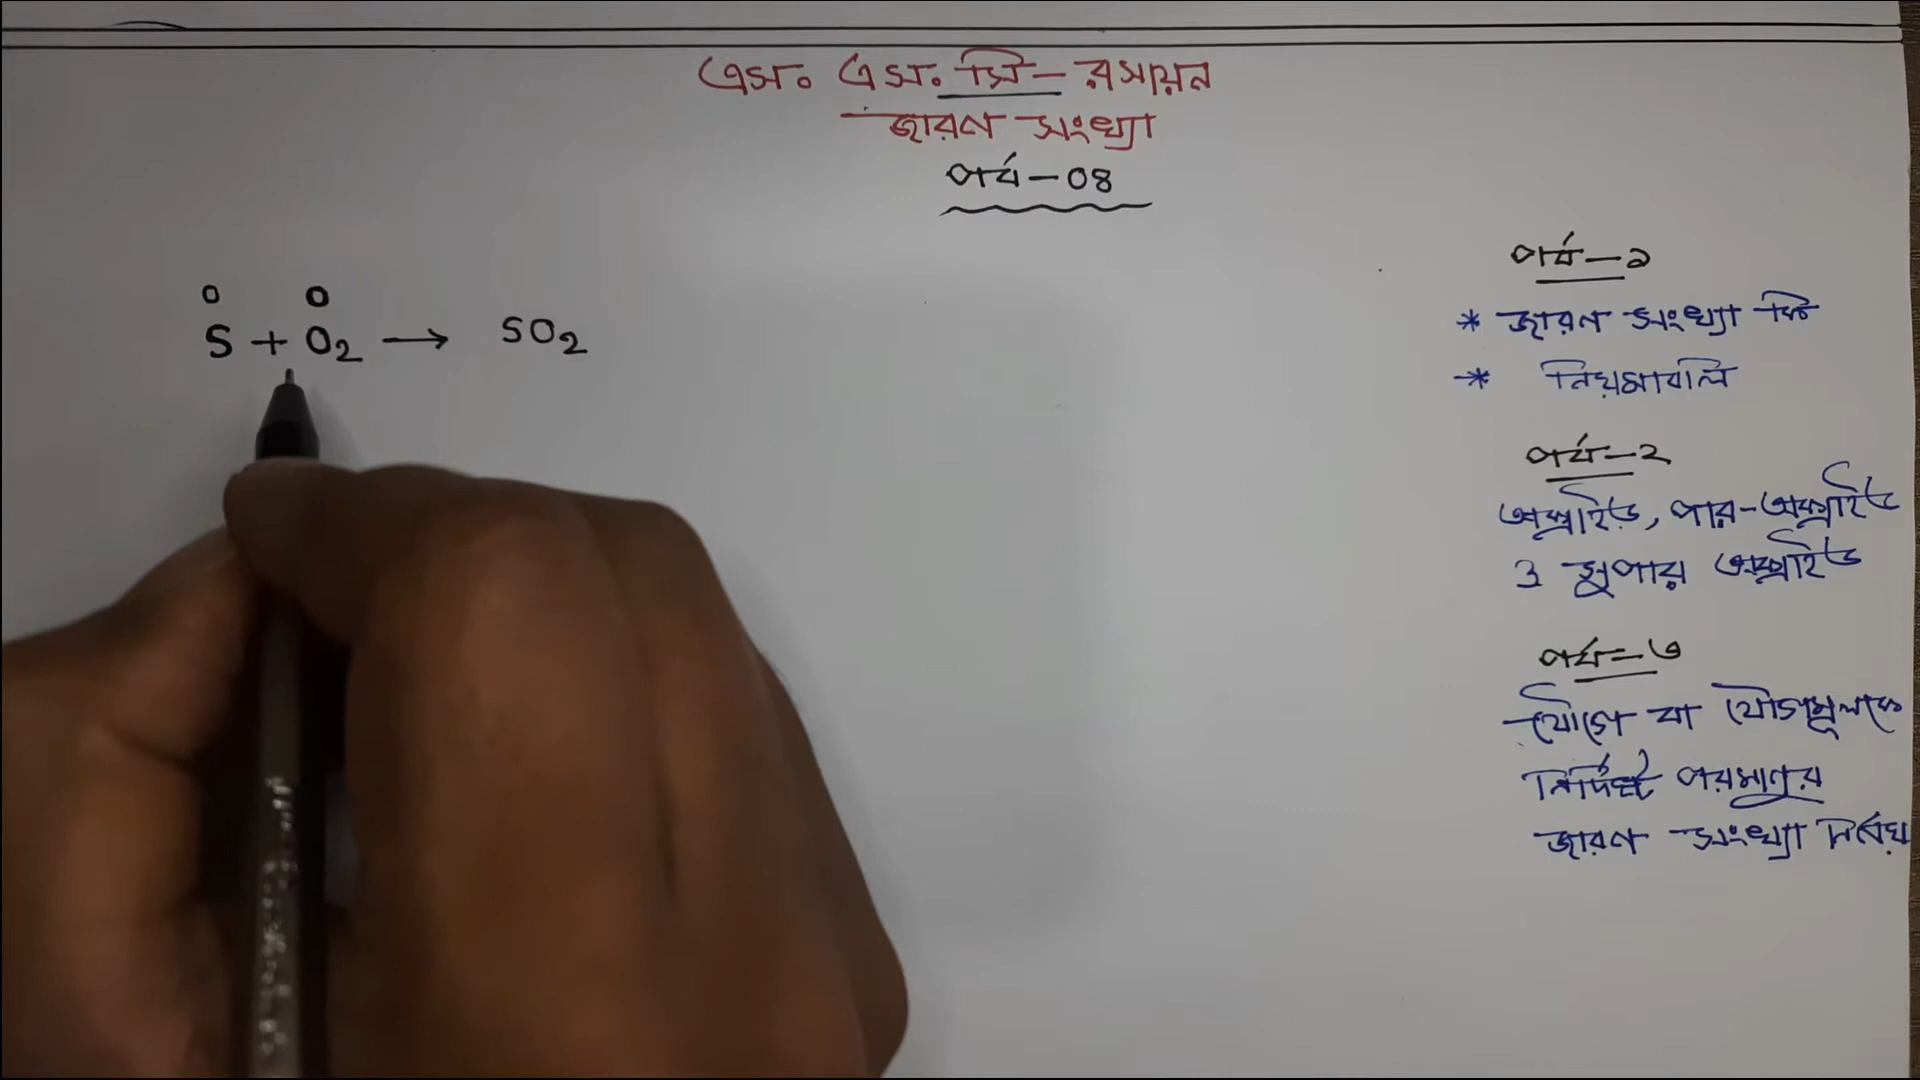 এস. এস. সি - রসায়ন
জারণ সংখ্যা
পর্ব - 08
0 0
S + O2 → SO2
পর্ব - ১
* জারণ সংখ্যা কি
* নিয়মাবলি
পর্ব - ২
অক্সাইড, পার-অক্সাইড
ও সুপার অক্সাইড
পর্ব - ৩
যৌগে বা যৌগমূলকে
নির্দিষ্ট পরমাণুর
জারণ সংখ্যা নির্ণয়